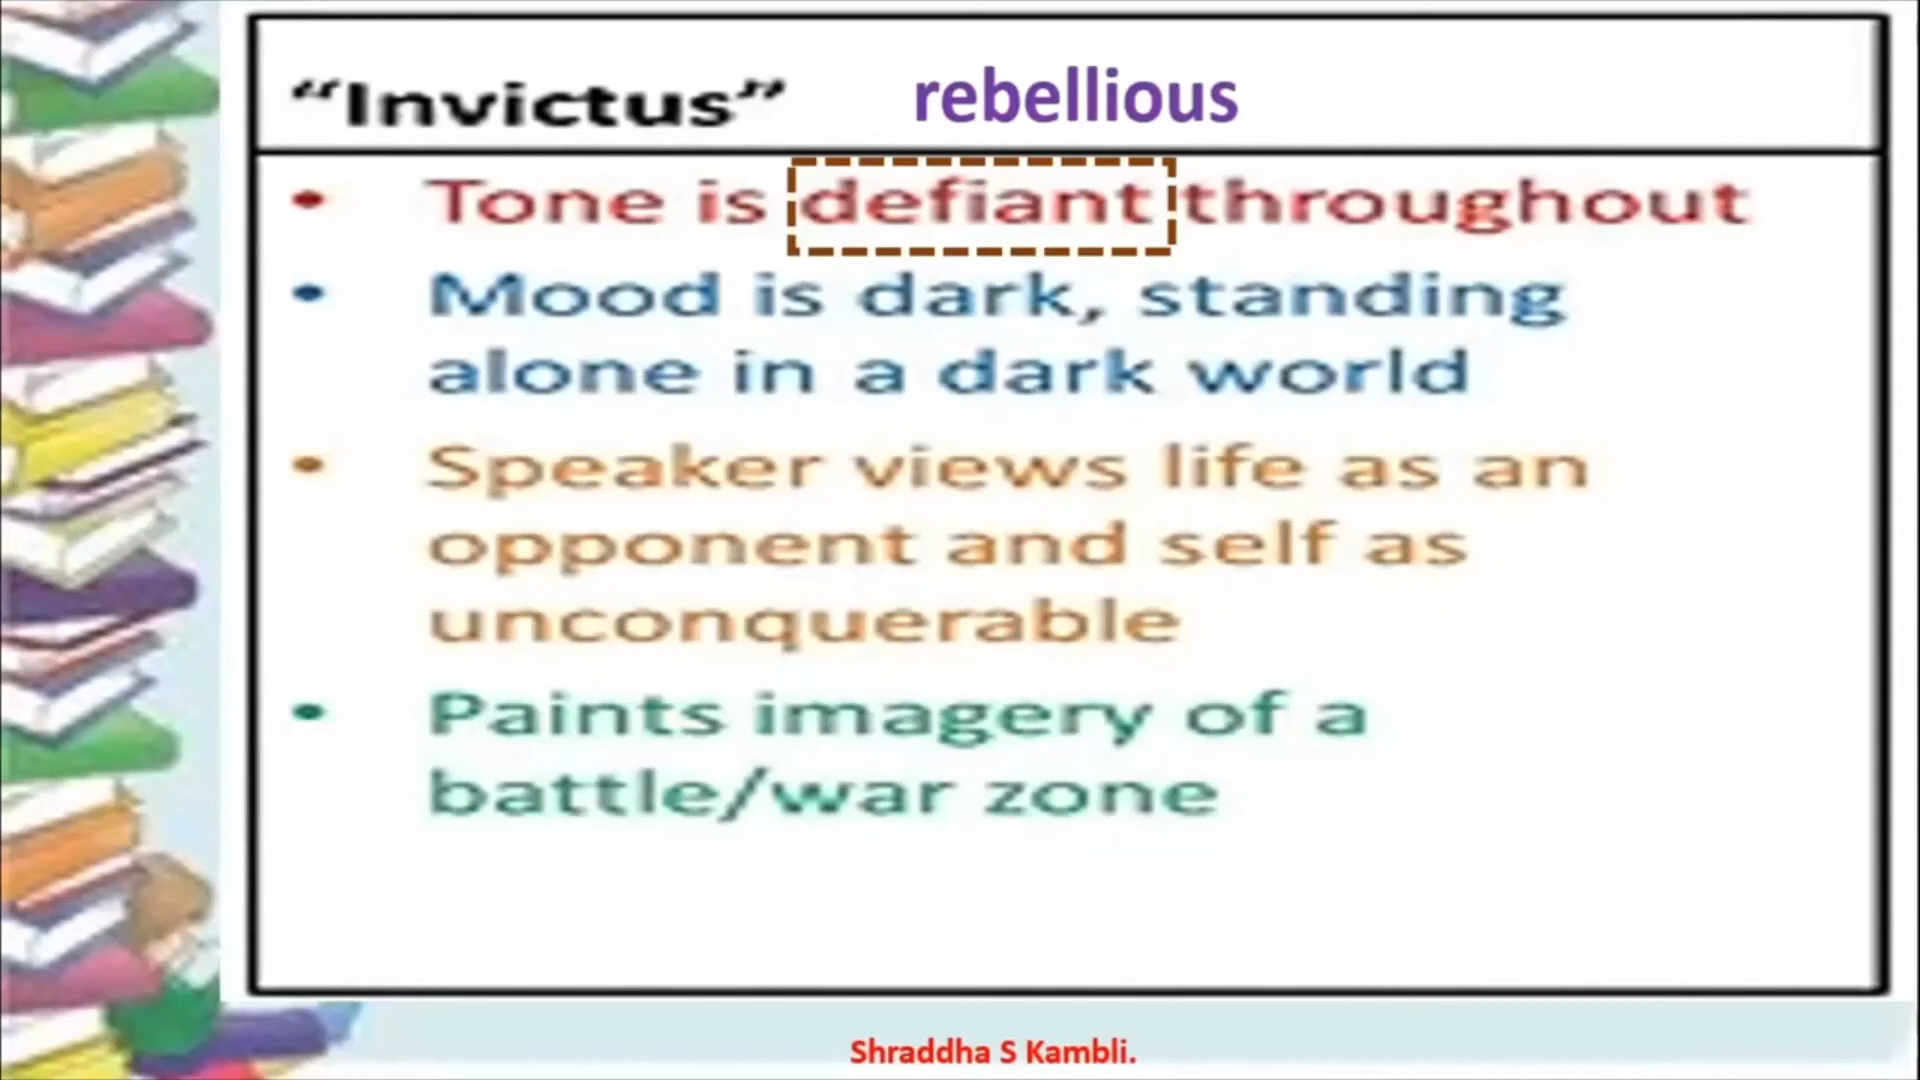 “Invictus” rebellious
• Tone is defiant throughout
• Mood is dark, standing
alone in a dark world
• Speaker views life as an
opponent and self as
unconquerable
• Paints imagery of a
battle/war zone
Shraddha S Kambli.